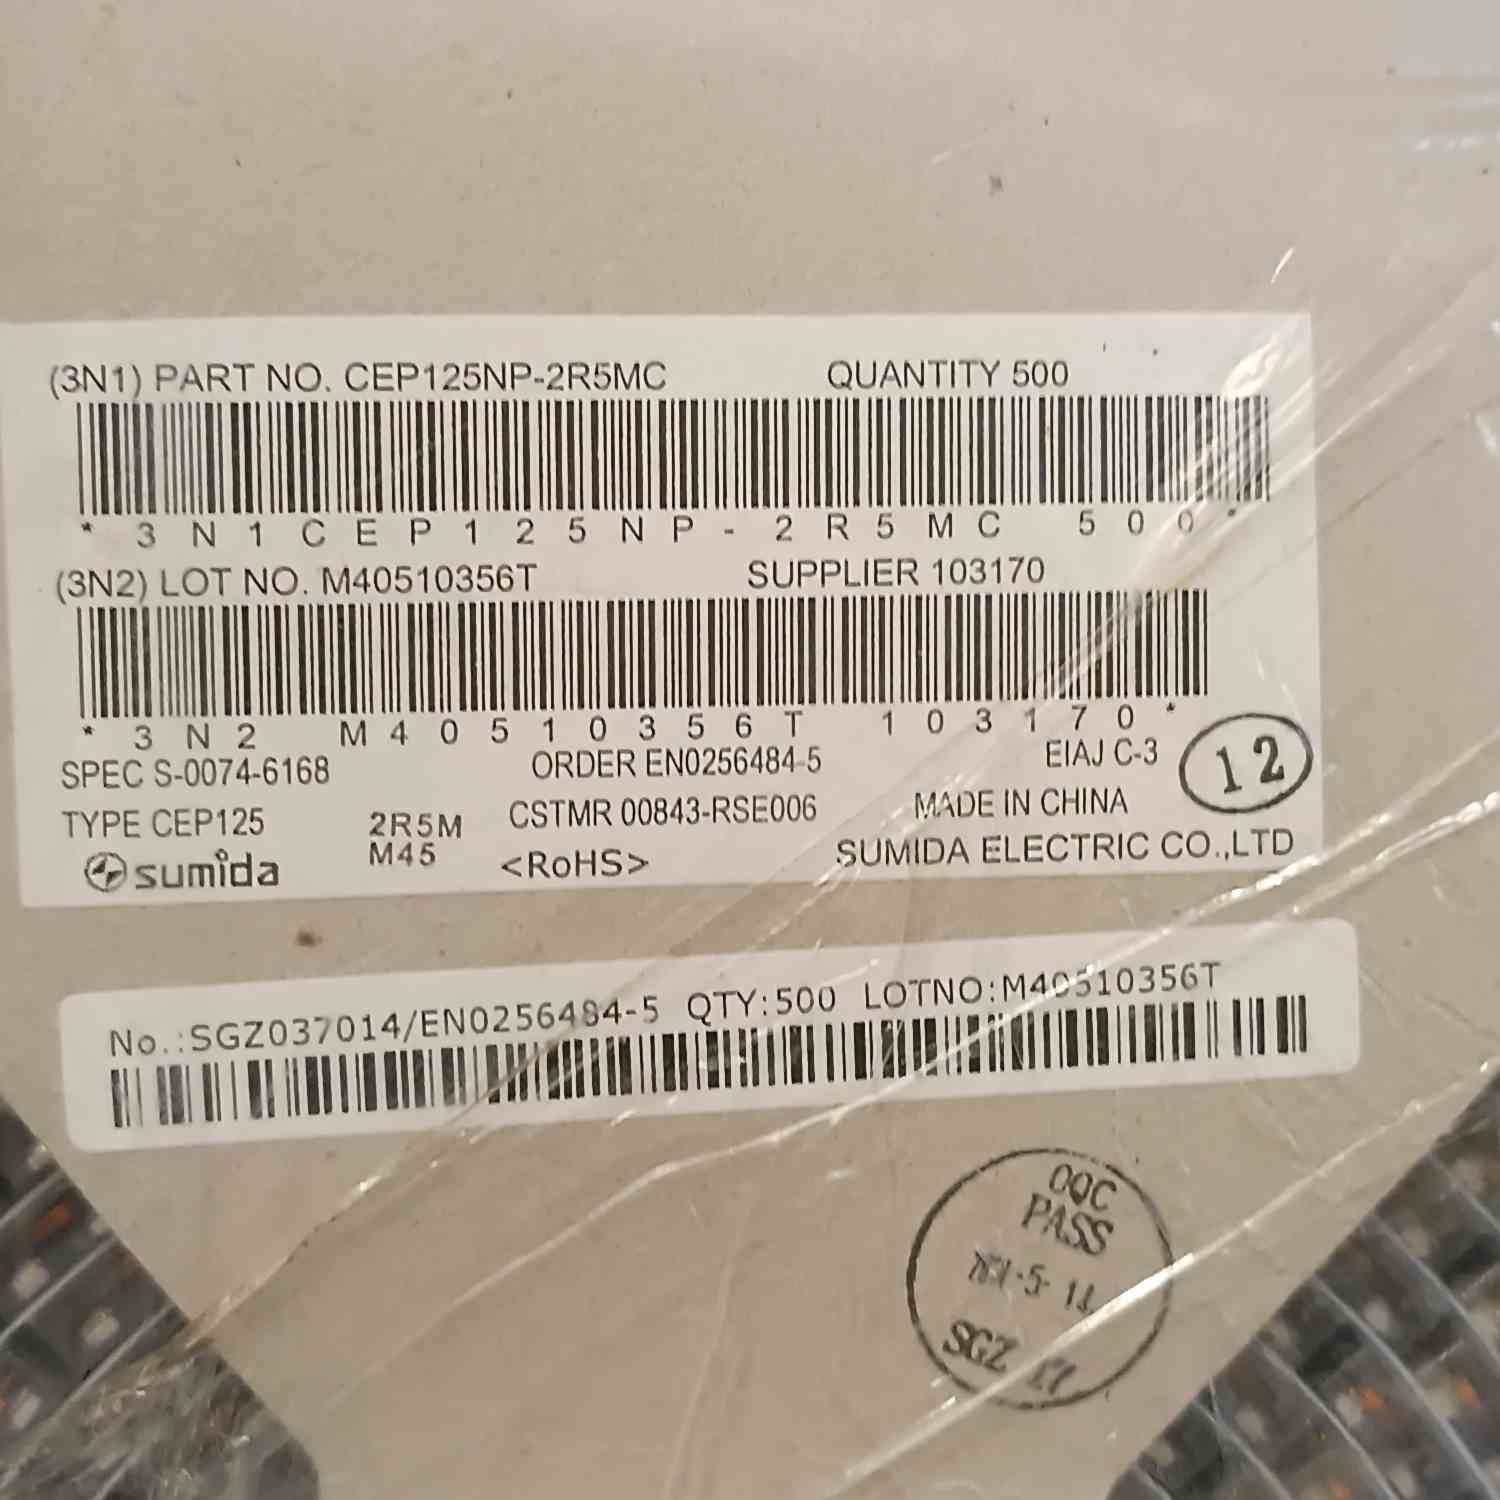 (3N1) PART NO. CEP125NP-2R5MC QUANTITY 500
* 3 N 1 C E P 1 2 5 N P - 2 R 5 M C 5 0 0 *
(3N2) LOT NO. M40510356T SUPPLIER 103170
* 3 N 2 M 4 0 5 1 0 3 5 6 T 1 0 3 1 7 0 *
SPEC S-0074-6168 ORDER EN0256484-5 EIAJ C-3 12
TYPE CEP125 2R5M CSTMR 00843-RSE006 MADE IN CHINA
sumida M45 <RoHS> SUMIDA ELECTRIC CO.,LTD
No.:SGZ037014/EN0256484-5 QTY:500 LOTNO:M40510356T
OQC
PASS
SGZ